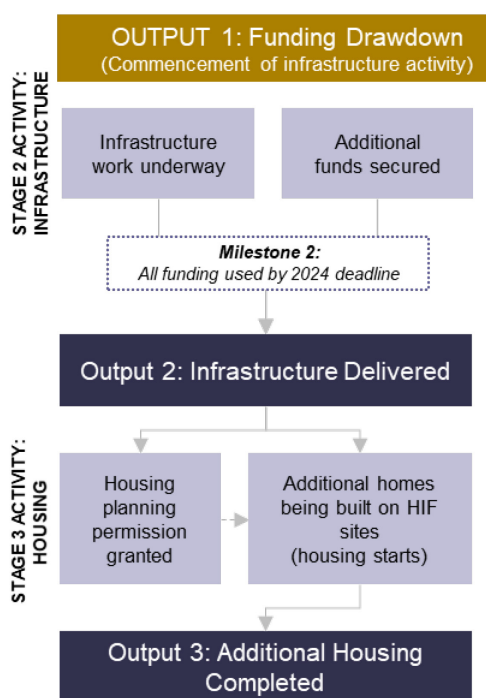 OUTPUT 1: Funding Drawdown
(Commencement of infrastructure activity)
STAGE 2 ACTIVITY:
INFRASTRUCTURE
Infrastructure
work underway
Additional
funds secured
Milestone 2:
All funding used by 2024 deadline
Output 2: Infrastructure Delivered
STAGE 3 ACTIVITY:
HOUSING
Housing
planning
permission
granted
Additional homes
being built on HIF
sites
(housing starts)
Output 3: Additional Housing
Completed